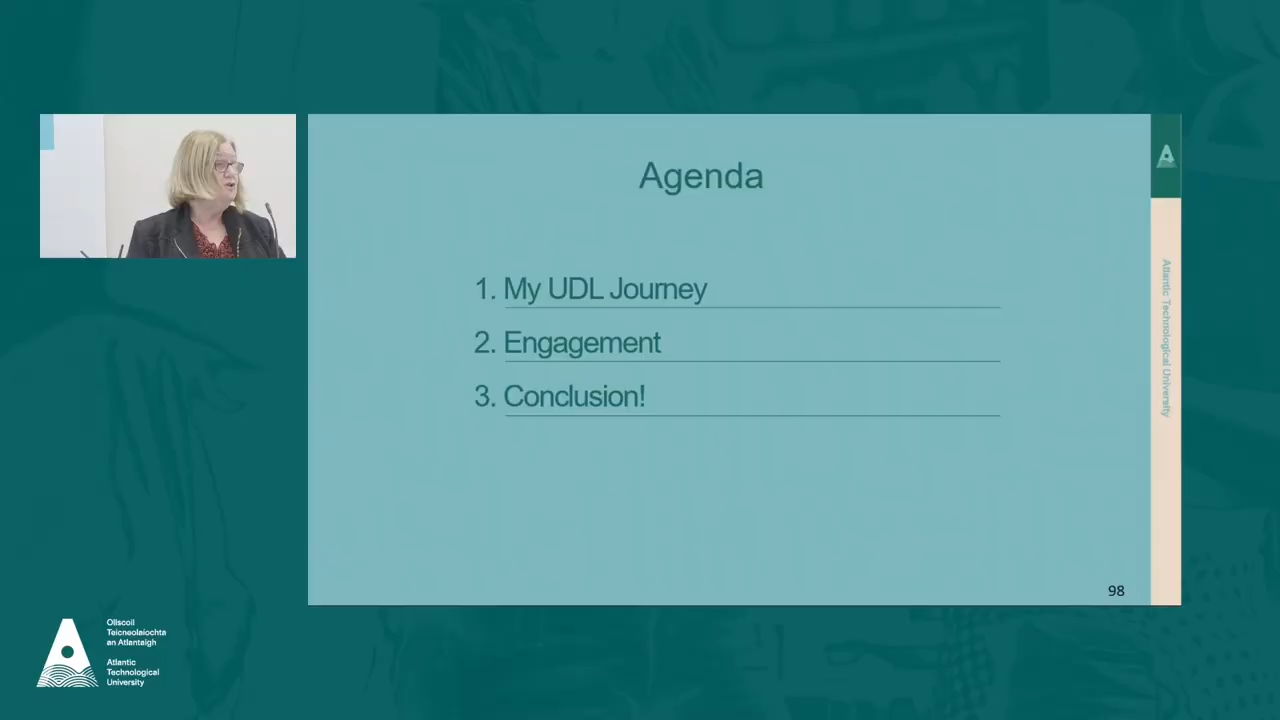 Agenda
1. My UDL Journey
2. Engagement
3. Conclusion!
98
Atlantic Technological University
Ollscoil
Teicneolaíochta
an Atlantaigh
Atlantic
Technological
University